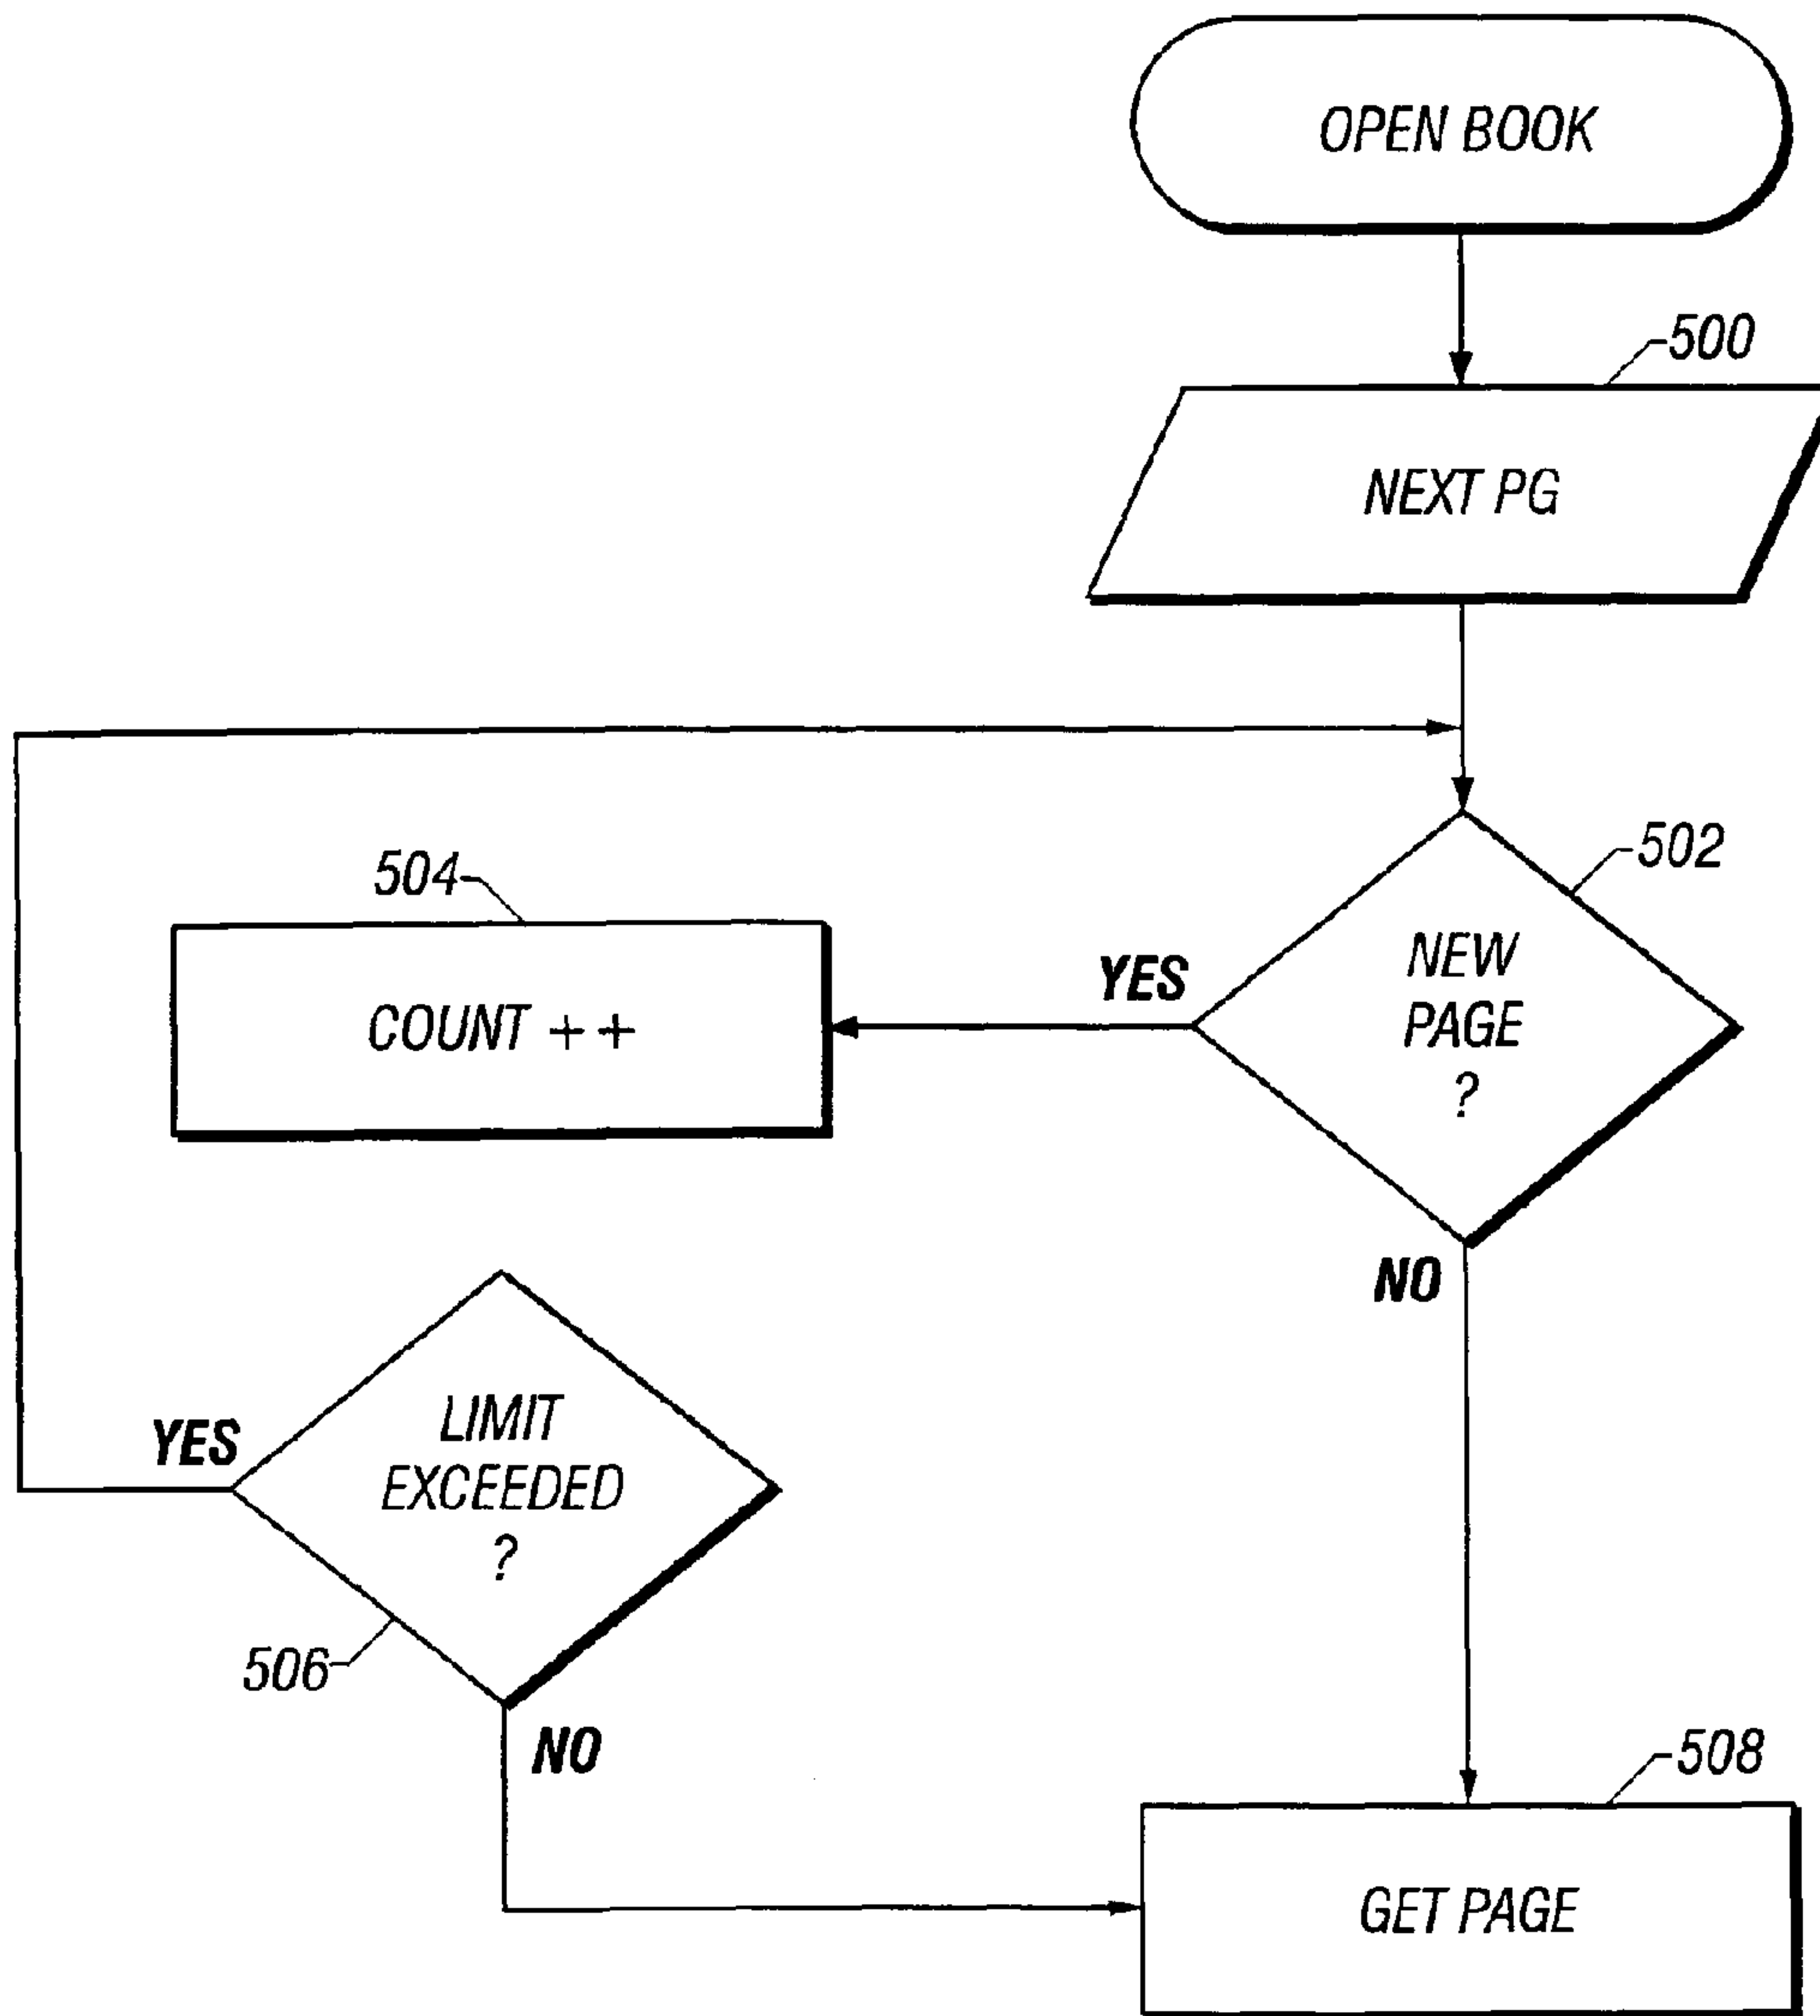 OPEN BOOK
500
NEXT PG
502
NEW
PAGE
?
YES
NO
504
COUNT ++
LIMIT
EXCEEDED
?
YES
506
NO
508
GET PAGE